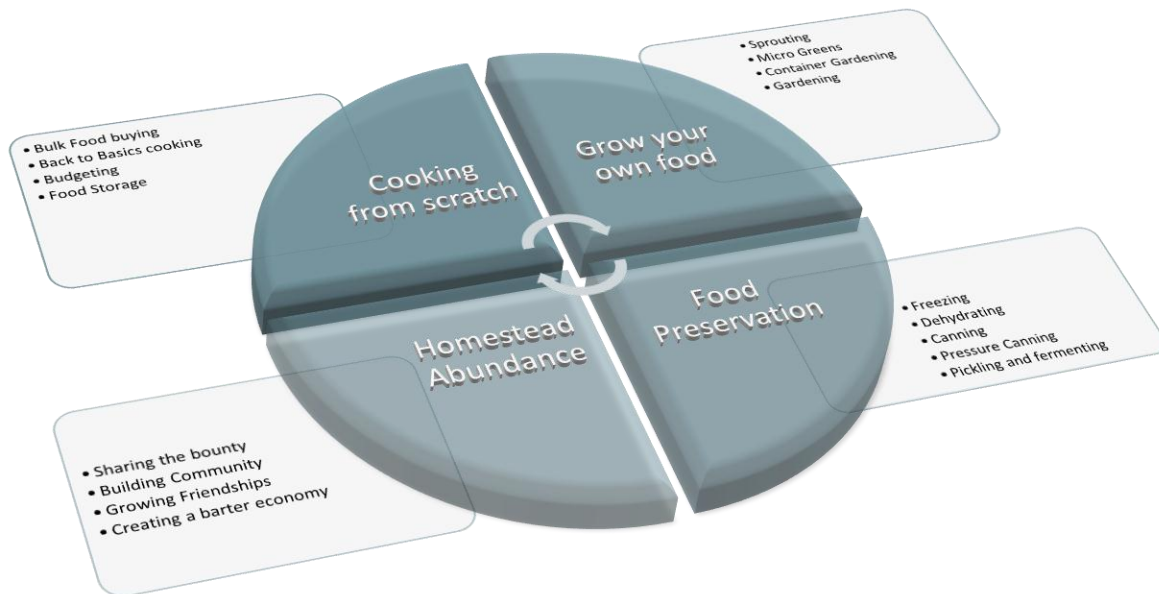 Cooking
from scratch
• Bulk Food buying
• Back to Basics cooking
• Budgeting
• Food Storage
Grow your
own food
• Sprouting
• Micro Greens
• Container Gardening
• Gardening
Food
Preservation
• Freezing
• Dehydrating
• Canning
• Pressure Canning
• Pickling and fermenting
Homestead
Abundance
• Sharing the bounty
• Building Community
• Growing Friendships
• Creating a barter economy